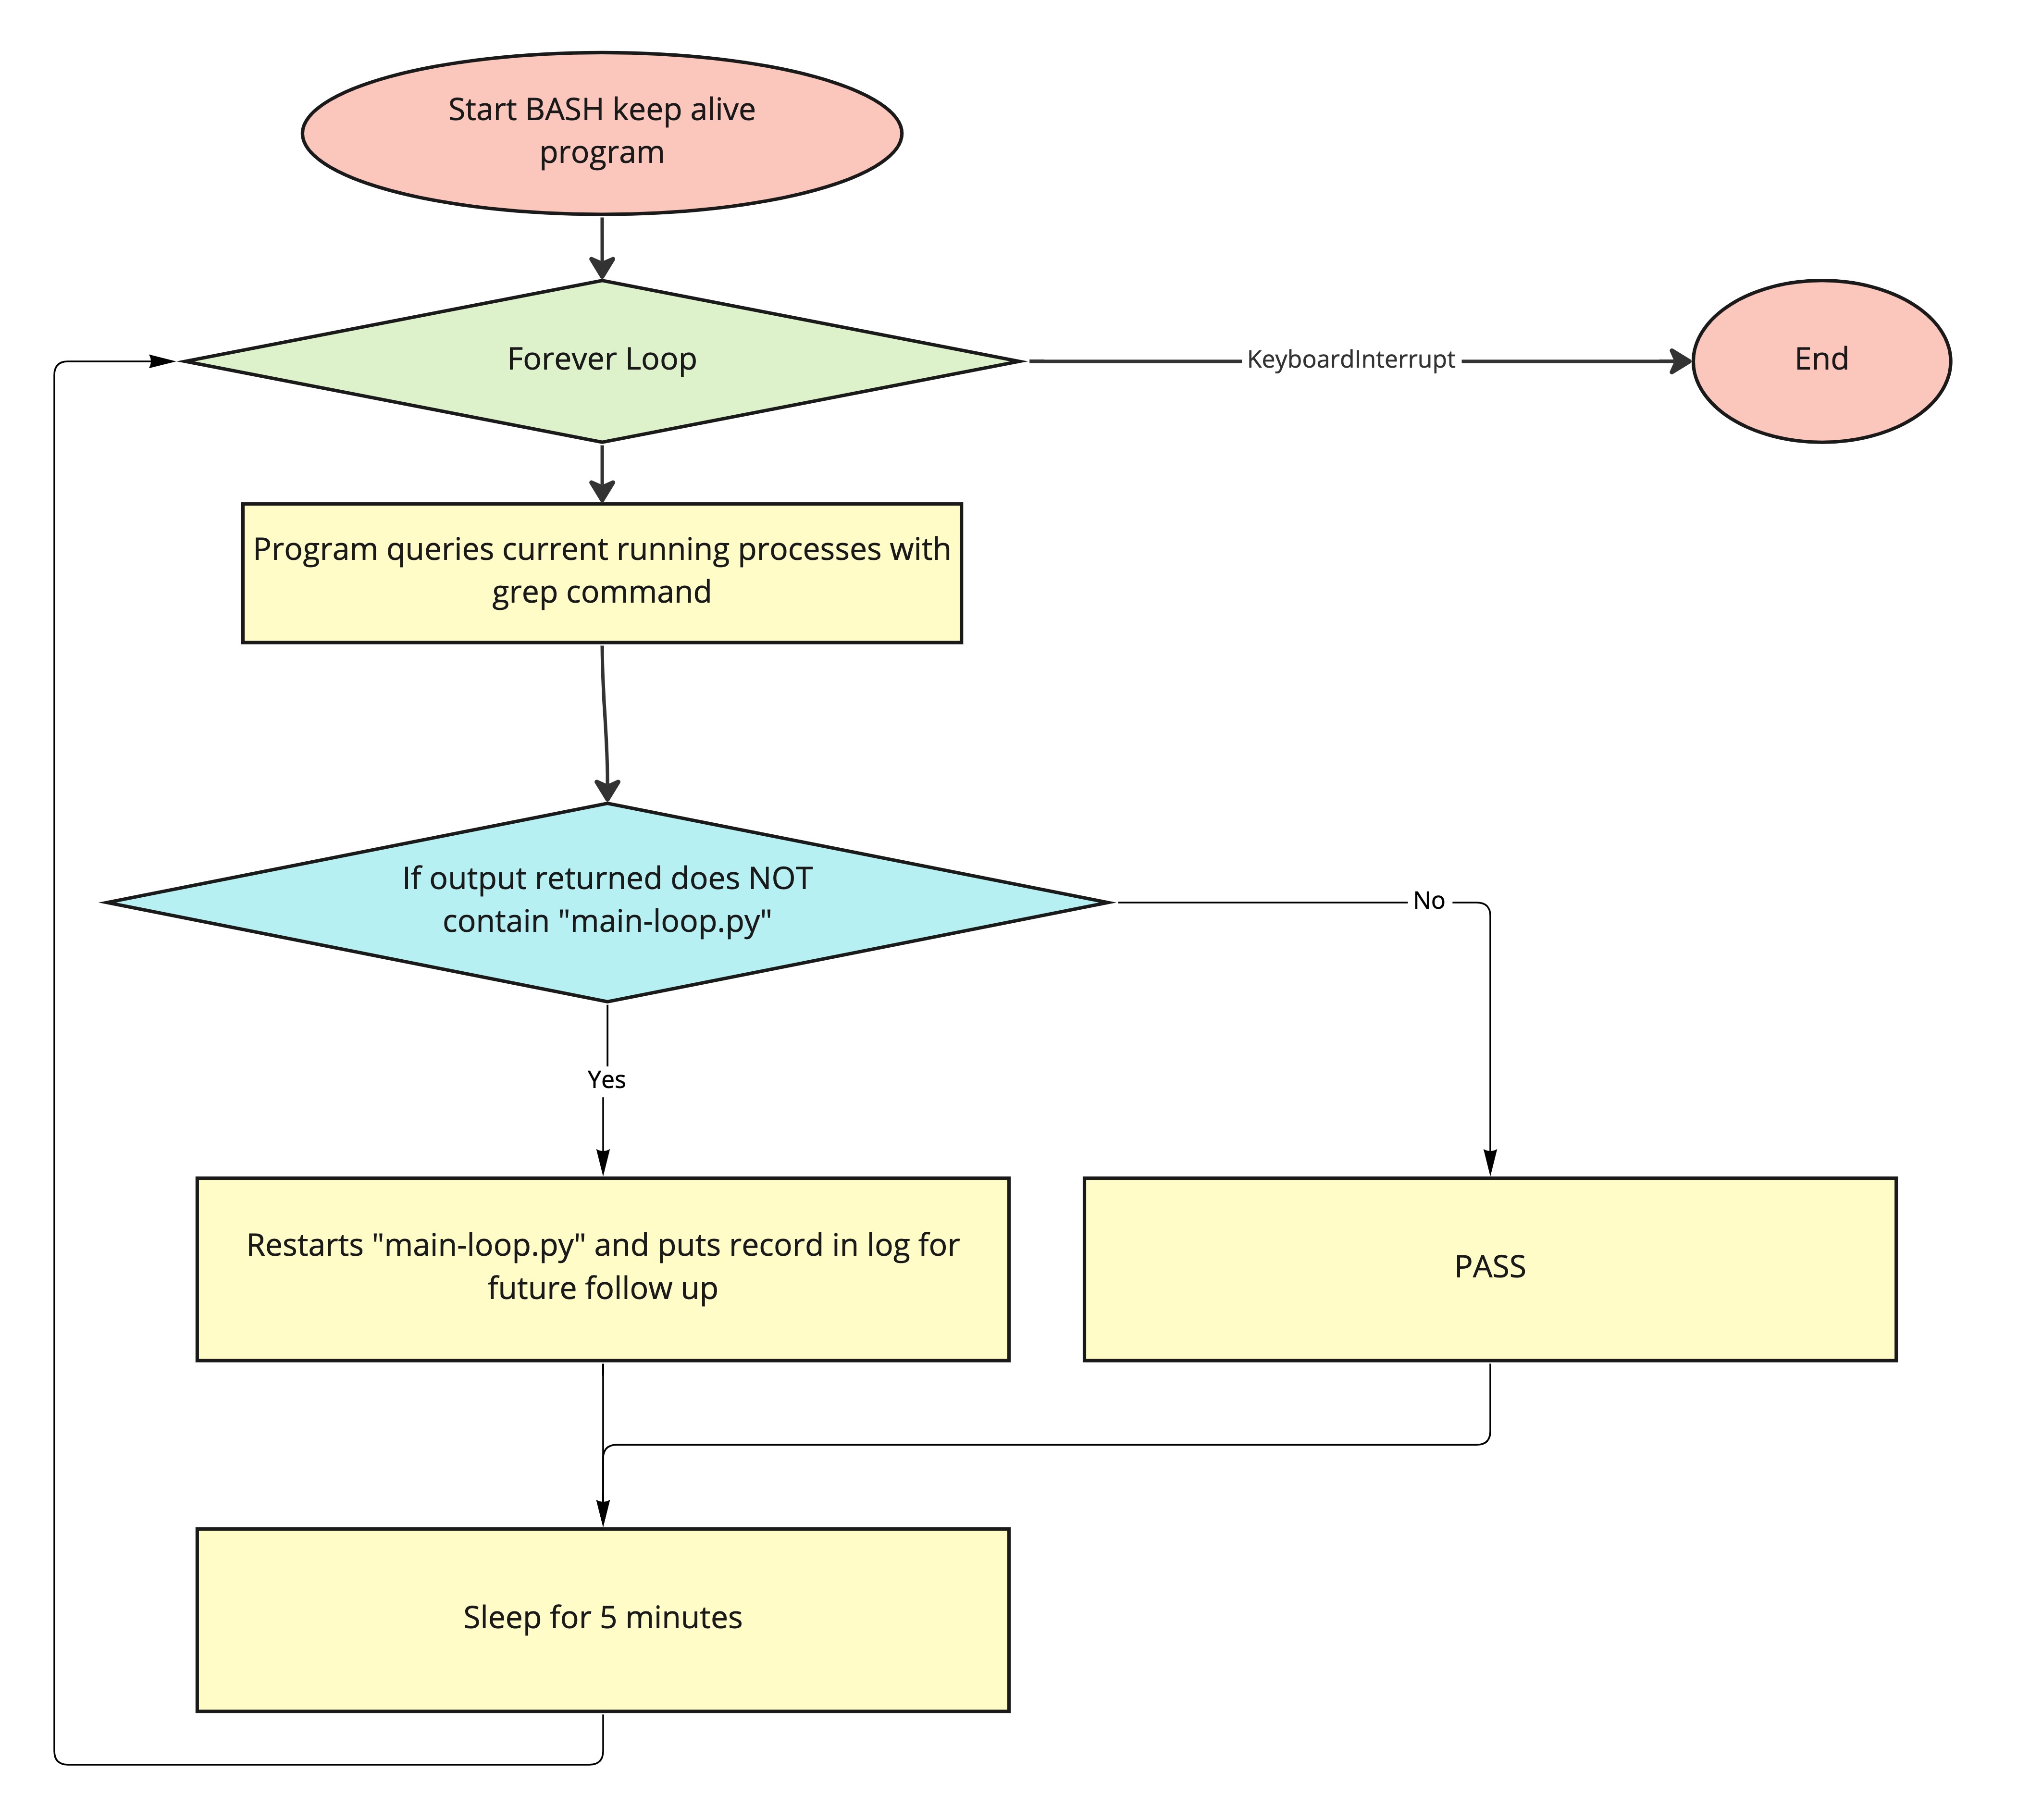 Start BASH keep alive
program
Forever Loop
KeyboardInterrupt
End
Program queries current running processes with
grep command
If output returned does NOT
contain "main-loop.py"
No
Yes
Restarts "main-loop.py" and puts record in log for
future follow up
PASS
Sleep for 5 minutes